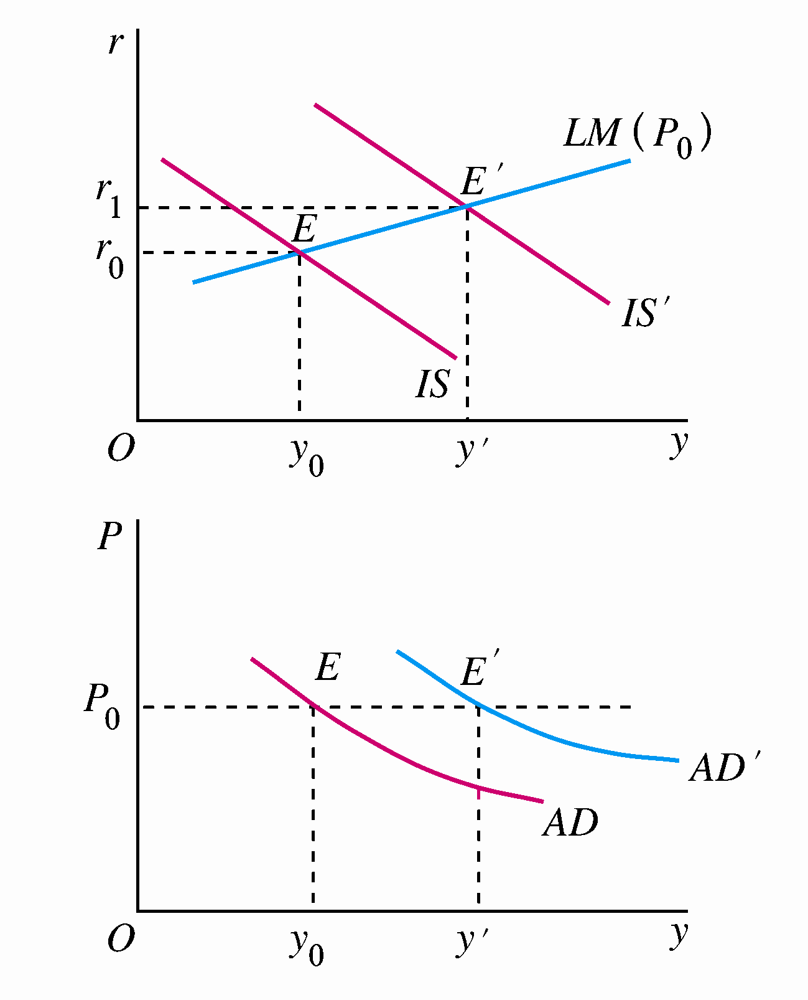 r
LM(P₀)
E′
r₁
E
r₀
IS′
IS
O
y₀
y′
y
P
E
E′
P₀
AD′
AD
O
y₀
y′
y